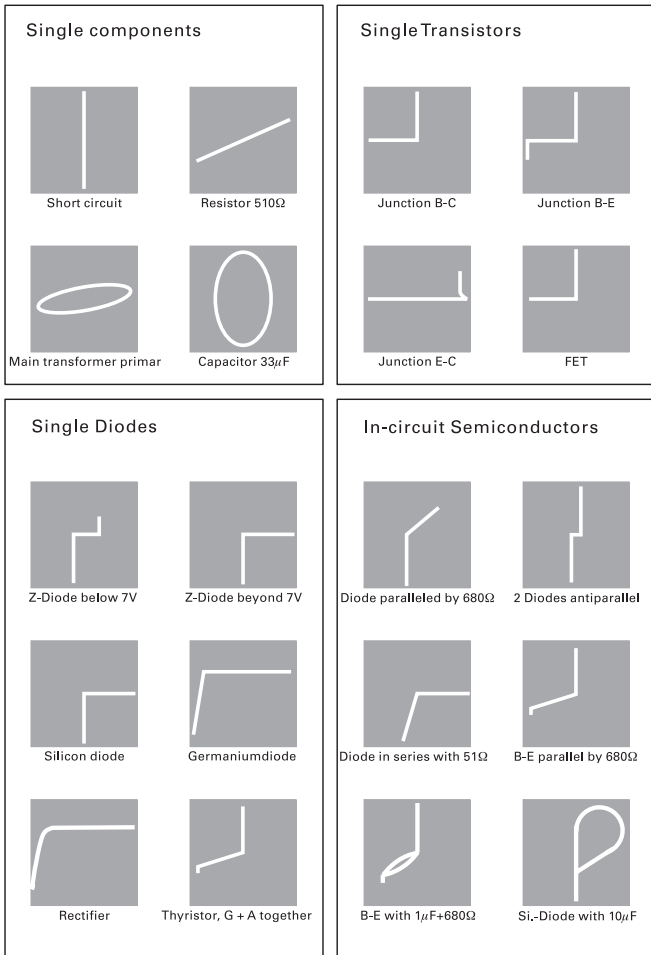 Single components
Short circuit
Resistor 510Ω
Main transformer primar
Capacitor 33µF
Single Transistors
Junction B-C
Junction B-E
Junction E-C
FET
Single Diodes
Z-Diode below 7V
Z-Diode beyond 7V
Silicon diode
Germaniumdiode
Rectifier
Thyristor, G + A together
In-circuit Semiconductors
Diode paralleled by 680Ω
2 Diodes antiparallel
Diode in series with 51Ω
B-E parallel by 680Ω
B-E with 1µF+680Ω
Si.-Diode with 10µF